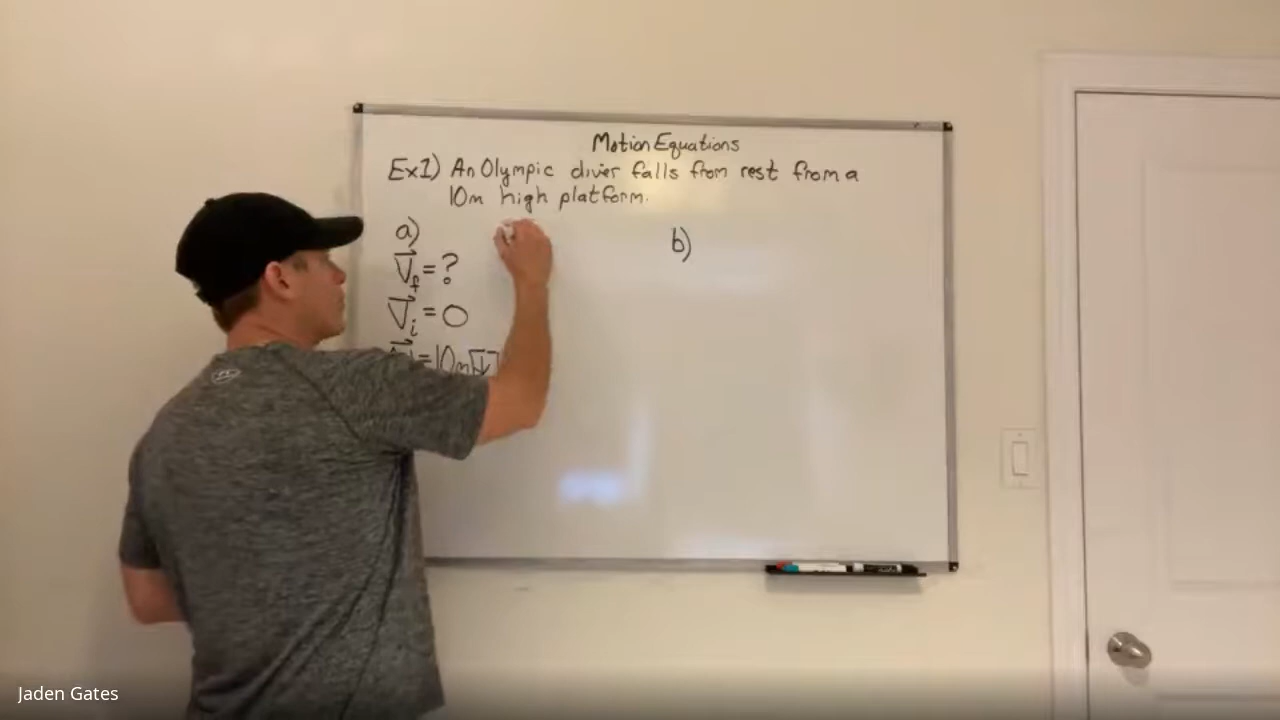 Motion Equations
Ex1) An Olympic diver falls from rest from a
10m high platform.
a)
b)
V⃗f = ?
V⃗i = 0
= 10m[↓]
Jaden Gates